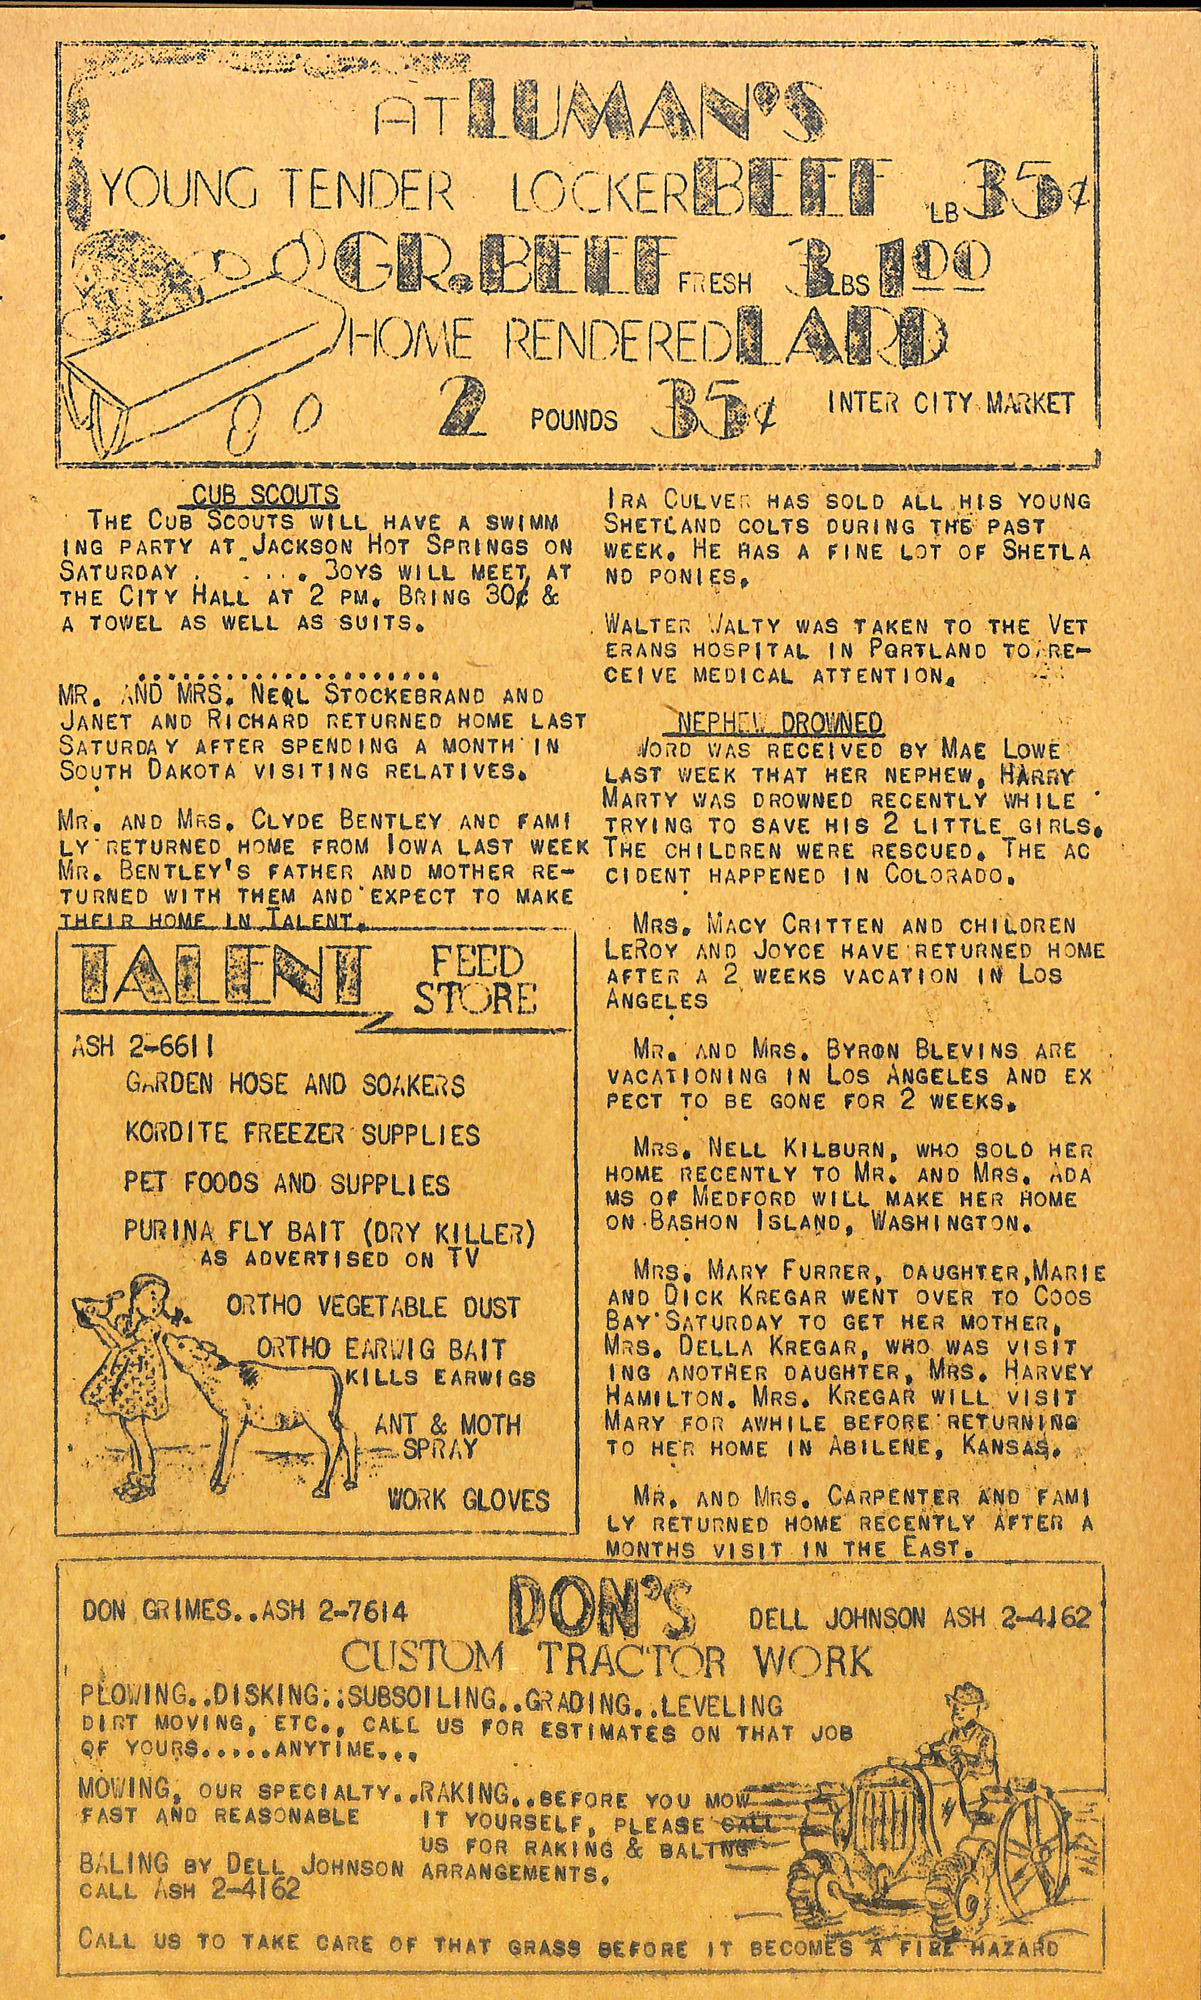 AT LUMAN'S
YOUNG TENDER LOCKER BEEF LB 35¢
GR. BEEF FRESH 3 LBS 1 00
HOME RENDERED LARD
2 POUNDS 35¢ INTER CITY MARKET
CUB SCOUTS
THE CUB SCOUTS WILL HAVE A SWIMM
ING PARTY AT JACKSON HOT SPRINGS ON
SATURDAY . . ... BOYS WILL MEET AT
THE CITY HALL AT 2 PM. BRING 30¢ &
A TOWEL AS WELL AS SUITS.
......................
MR. AND MRS. NEQL STOCKEBRAND AND
JANET AND RICHARD RETURNED HOME LAST
SATURDAY AFTER SPENDING A MONTH IN
SOUTH DAKOTA VISITING RELATIVES.
MR. AND MRS. CLYDE BENTLEY AND FAMI
LY RETURNED HOME FROM IOWA LAST WEEK
MR. BENTLEY'S FATHER AND MOTHER RE-
TURNED WITH THEM AND EXPECT TO MAKE
THEIR HOME IN TALENT.
TALENT FEED
STORE
ASH 2-6611
GARDEN HOSE AND SOAKERS
KORDITE FREEZER SUPPLIES
PET FOODS AND SUPPLIES
PURINA FLY BAIT (DRY KILLER)
AS ADVERTISED ON TV
ORTHO VEGETABLE DUST
ORTHO EARWIG BAIT
KILLS EARWIGS
ANT & MOTH
SPRAY
WORK GLOVES
IRA CULVER HAS SOLD ALL HIS YOUNG
SHETLAND COLTS DURING THE PAST
WEEK. HE HAS A FINE LOT OF SHETLA
ND PONIES.
WALTER WALTY WAS TAKEN TO THE VET
ERANS HOSPITAL IN PORTLAND TO RE-
CEIVE MEDICAL ATTENTION.
NEPHEW DROWNED
WORD WAS RECEIVED BY MAE LOWE
LAST WEEK THAT HER NEPHEW, HARRY
MARTY WAS DROWNED RECENTLY WHILE
TRYING TO SAVE HIS 2 LITTLE GIRLS.
THE CHILDREN WERE RESCUED. THE AC
CIDENT HAPPENED IN COLORADO.
MRS. MACY CRITTEN AND CHILDREN
LEROY AND JOYCE HAVE RETURNED HOME
AFTER A 2 WEEKS VACATION IN LOS
ANGELES
MR. AND MRS. BYRON BLEVINS ARE
VACATIONING IN LOS ANGELES AND EX
PECT TO BE GONE FOR 2 WEEKS.
MRS. NELL KILBURN, WHO SOLD HER
HOME RECENTLY TO MR. AND MRS. ADA
MS OF MEDFORD WILL MAKE HER HOME
ON BASHON ISLAND, WASHINGTON.
MRS. MARY FURRER, DAUGHTER,MARIE
AND DICK KREGAR WENT OVER TO COOS
BAY SATURDAY TO GET HER MOTHER,
MRS. DELLA KREGAR, WHO WAS VISIT
ING ANOTHER DAUGHTER, MRS. HARVEY
HAMILTON. MRS. KREGAR WILL VISIT
MARY FOR AWHILE BEFORE RETURNING
TO HER HOME IN ABILENE, KANSAS.
MR. AND MRS. CARPENTER AND FAMI
LY RETURNED HOME RECENTLY AFTER A
MONTHS VISIT IN THE EAST.
DON GRIMES..ASH 2-7614 DON'S DELL JOHNSON ASH 2-4162
CUSTOM TRACTOR WORK
PLOWING..DISKING..SUBSOILING..GRADING..LEVELING
DIRT MOVING, ETC., CALL US FOR ESTIMATES ON THAT JOB
OF YOURS.....ANYTIME...
MOWING, OUR SPECIALTY..RAKING..BEFORE YOU MOW
FAST AND REASONABLE IT YOURSELF, PLEASE CALL
US FOR RAKING & BALING
BALING BY DELL JOHNSON ARRANGEMENTS.
CALL ASH 2-4162
CALL US TO TAKE CARE OF THAT GRASS BEFORE IT BECOMES A FIRE HAZARD